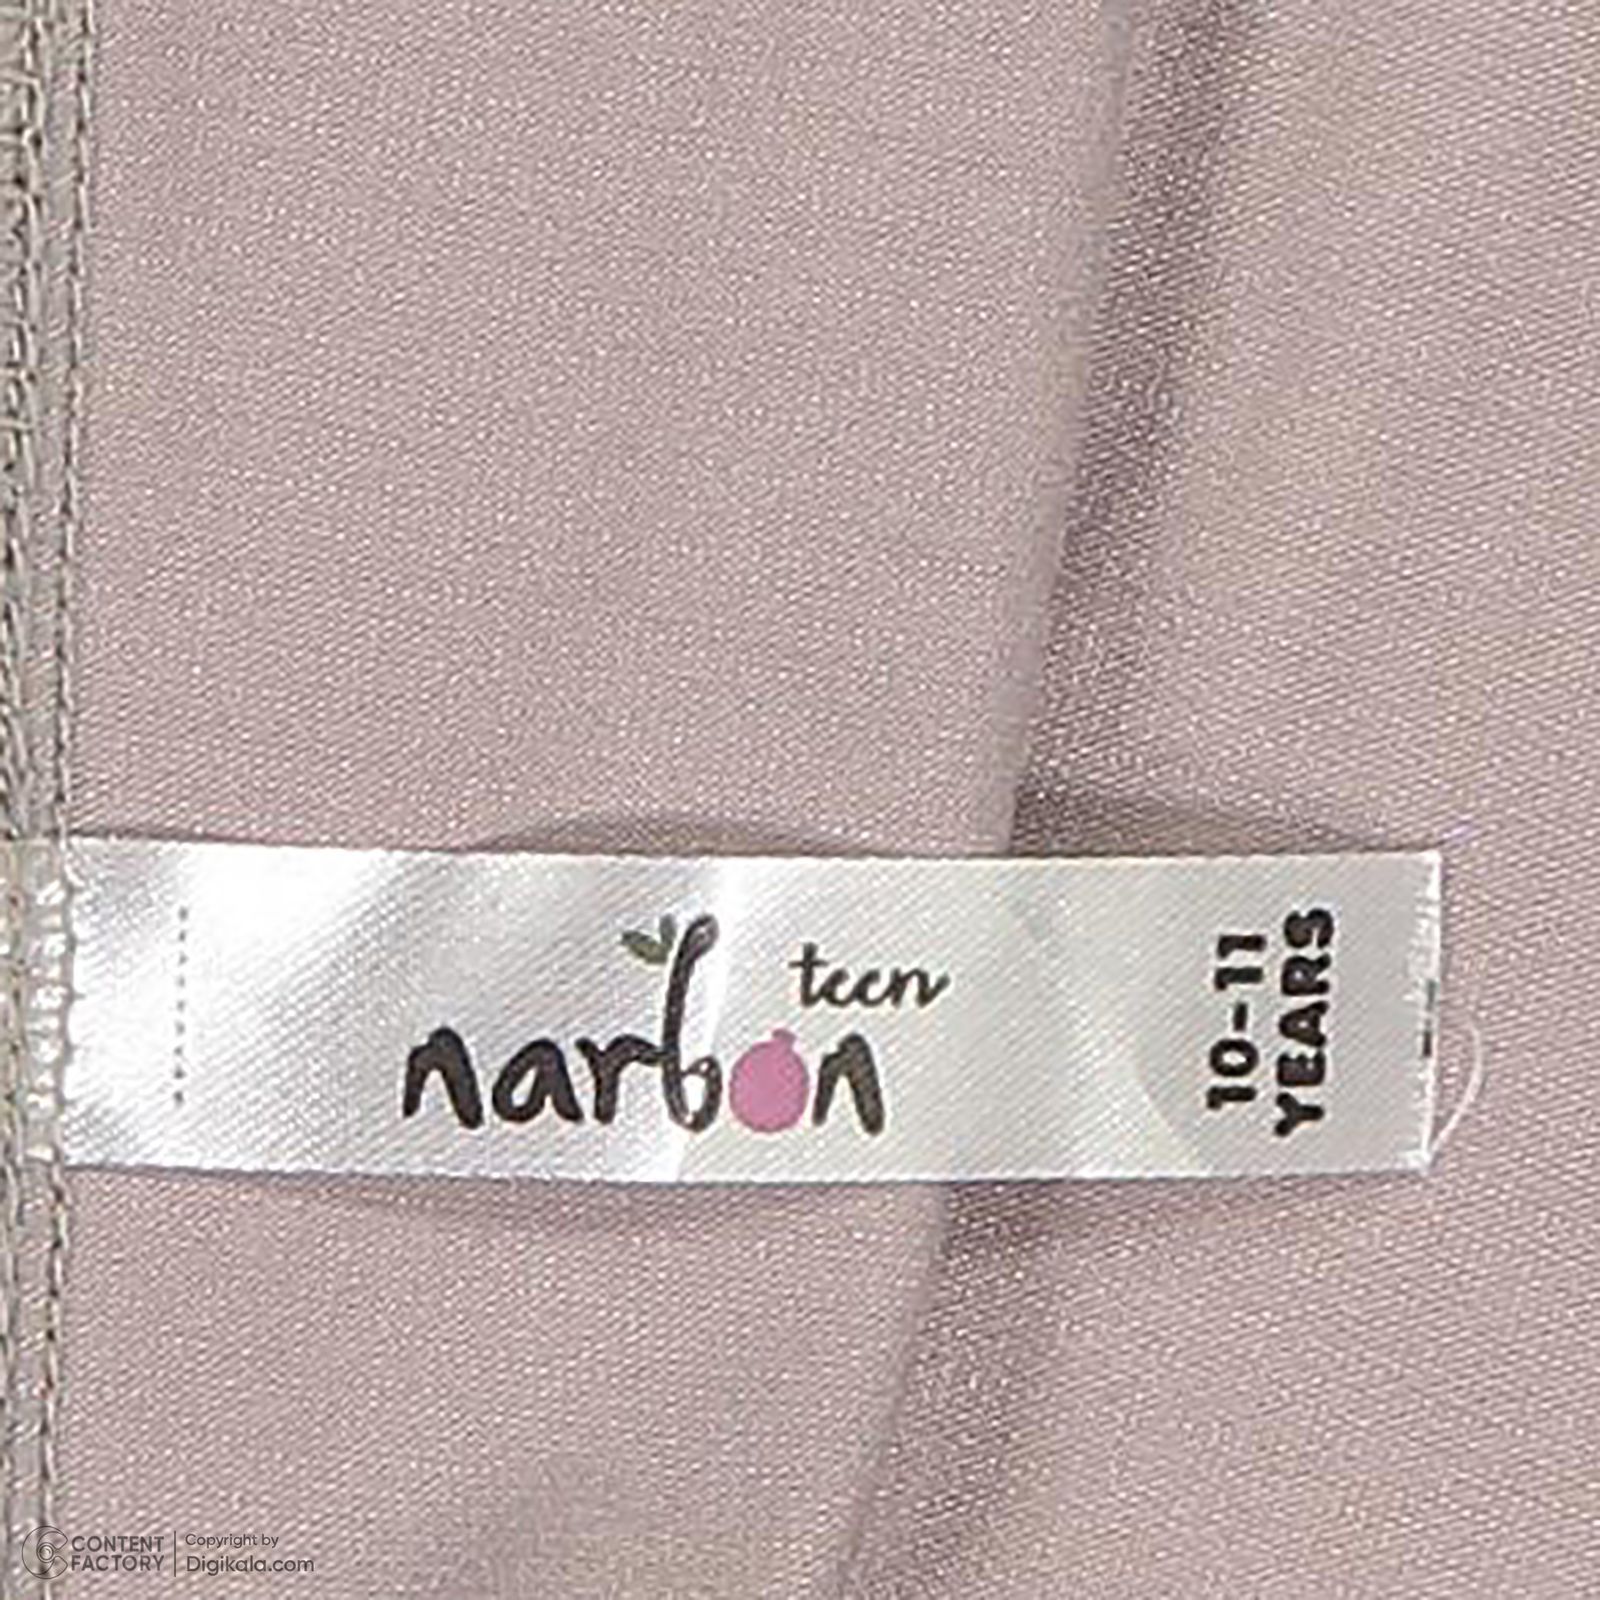 teen
narbon
10-11
YEARS
CONTENT
FACTORY
Copyright by
Digikala.com